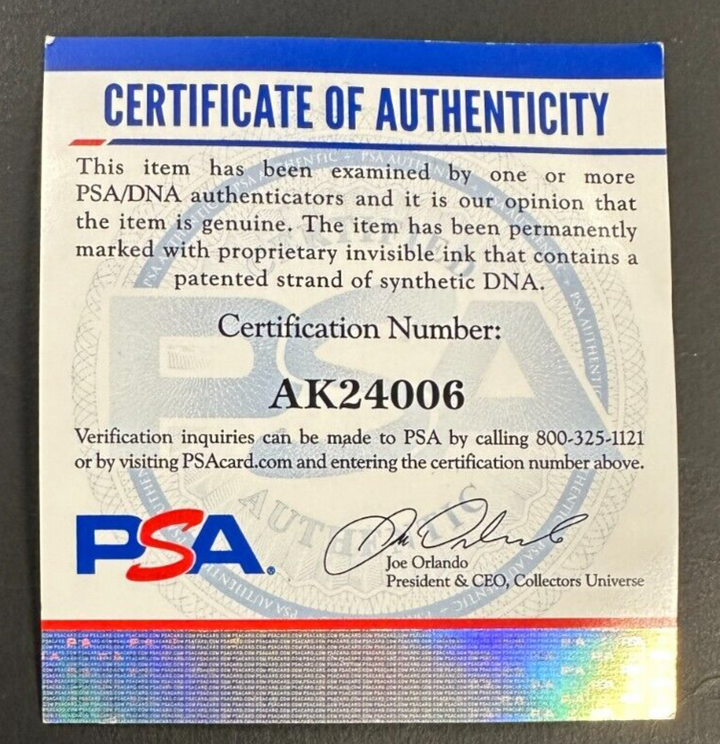 CERTIFICATE OF AUTHENTICITY
This item has been examined by one or more
PSA/DNA authenticators and it is our opinion that
the item is genuine. The item has been permanently
marked with proprietary invisible ink that contains a
patented strand of synthetic DNA.
Certification Number:
AK24006
Verification inquiries can be made to PSA by calling 800-325-1121
or by visiting PSAcard.com and entering the certification number above.
PSA®
Joe Orlando
President & CEO, Collectors Universe
CERTIFIED
PSA
AUTHENTIC